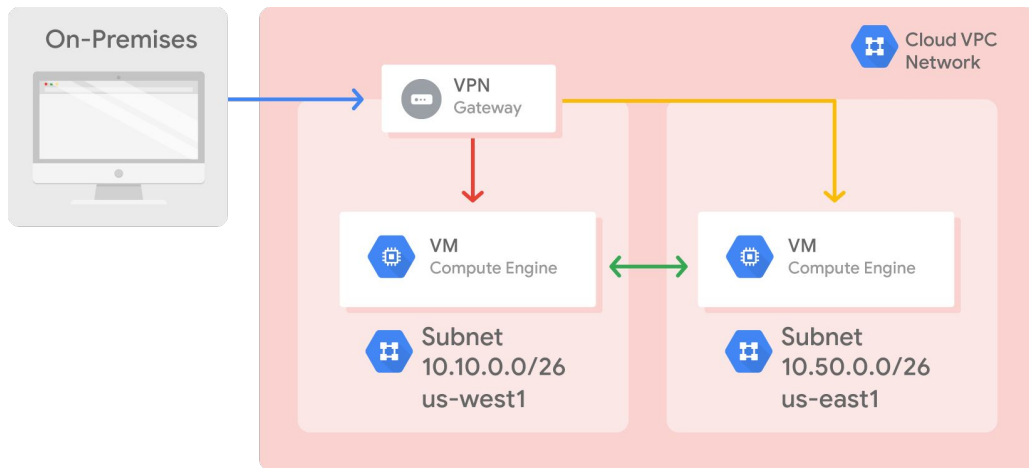 On-Premises
Cloud VPC
Network
VPN
Gateway
VM
Compute Engine
Subnet
10.10.0.0/26
us-west1
VM
Compute Engine
Subnet
10.50.0.0/26
us-east1